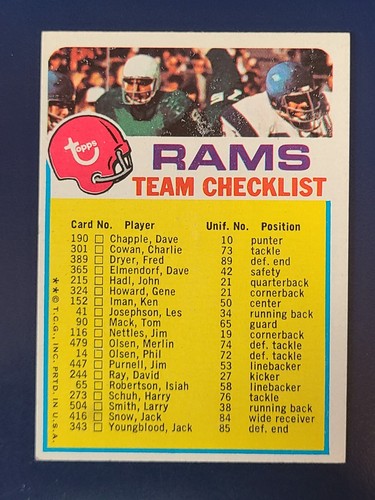 topps
RAMS
TEAM CHECKLIST
Card No. Player Unif. No. Position
190 Chapple, Dave 10 punter
301 Cowan, Charlie 73 tackle
389 Dryer, Fred 89 def. end
365 Elmendorf, Dave 42 safety
215 Hadl, John 21 quarterback
324 Howard, Gene 21 cornerback
152 Iman, Ken 50 center
41 Josephson, Les 34 running back
90 Mack, Tom 65 guard
116 Nettles, Jim 19 cornerback
479 Olsen, Merlin 74 def. tackle
14 Olsen, Phil 72 def. tackle
447 Purnell, Jim 53 linebacker
244 Ray, David 27 kicker
65 Robertson, Isiah 58 linebacker
273 Schuh, Harry 76 tackle
504 Smith, Larry 38 running back
416 Snow, Jack 84 wide receiver
343 Youngblood, Jack 85 def. end
**© T.C.G., INC. PRTD. IN U.S.A.